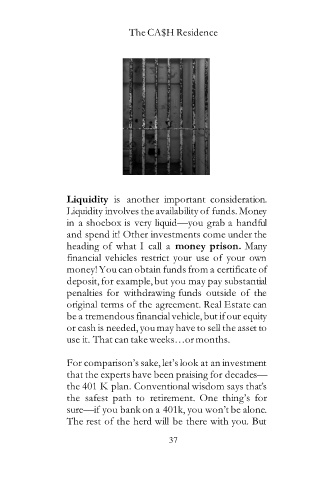 The CA$H Residence
Liquidity is another important consideration.
Liquidity involves the availability of funds. Money
in a shoebox is very liquid—you grab a handful
and spend it! Other investments come under the
heading of what I call a money prison. Many
financial vehicles restrict your use of your own
money! You can obtain funds from a certificate of
deposit, for example, but you may pay substantial
penalties for withdrawing funds outside of the
original terms of the agreement. Real Estate can
be a tremendous financial vehicle, but if our equity
or cash is needed, you may have to sell the asset to
use it. That can take weeks…or months.
For comparison's sake, let's look at an investment
that the experts have been praising for decades—
the 401 K plan. Conventional wisdom says that's
the safest path to retirement. One thing's for
sure—if you bank on a 401k, you won't be alone.
The rest of the herd will be there with you. But
37